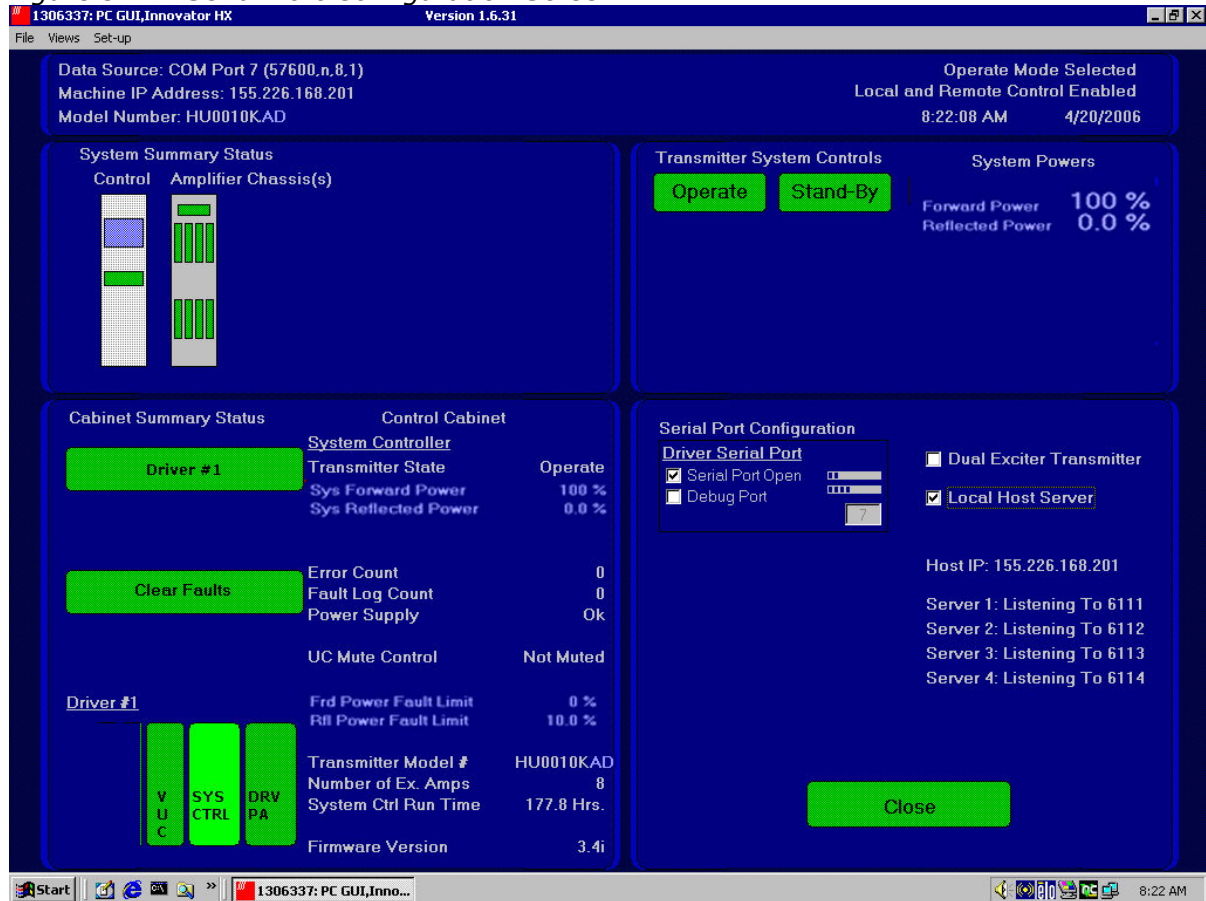 1306337: PC GUI,Innovator HX Version 1.6.31
File Views Set-up
Data Source: COM Port 7 (57600,n,8,1)
Machine IP Address: 155.226.168.201
Model Number: HU0010KAD
Operate Mode Selected
Local and Remote Control Enabled
8:22:08 AM 4/20/2006
System Summary Status
Control Amplifier Chassis(s)
Transmitter System Controls
Operate Stand-By
System Powers
Forward Power 100 %
Reflected Power 0.0 %
Cabinet Summary Status
Driver #1
Clear Faults
Driver #1
V
U
C
SYS
CTRL
DRV
PA
Control Cabinet
System Controller
Transmitter State Operate
Sys Forward Power 100 %
Sys Reflected Power 0.0 %
Error Count 0
Fault Log Count 0
Power Supply Ok
UC Mute Control Not Muted
Frd Power Fault Limit 0 %
Rfl Power Fault Limit 10.0 %
Transmitter Model # HU0010KAD
Number of Ex. Amps 8
System Ctrl Run Time 177.8 Hrs.
Firmware Version 3.4i
Serial Port Configuration
Driver Serial Port
Serial Port Open
Debug Port
7
Dual Exciter Transmitter
Local Host Server
Host IP: 155.226.168.201
Server 1: Listening To 6111
Server 2: Listening To 6112
Server 3: Listening To 6113
Server 4: Listening To 6114
Close
Start » 1306337: PC GUI,Inno... 8:22 AM